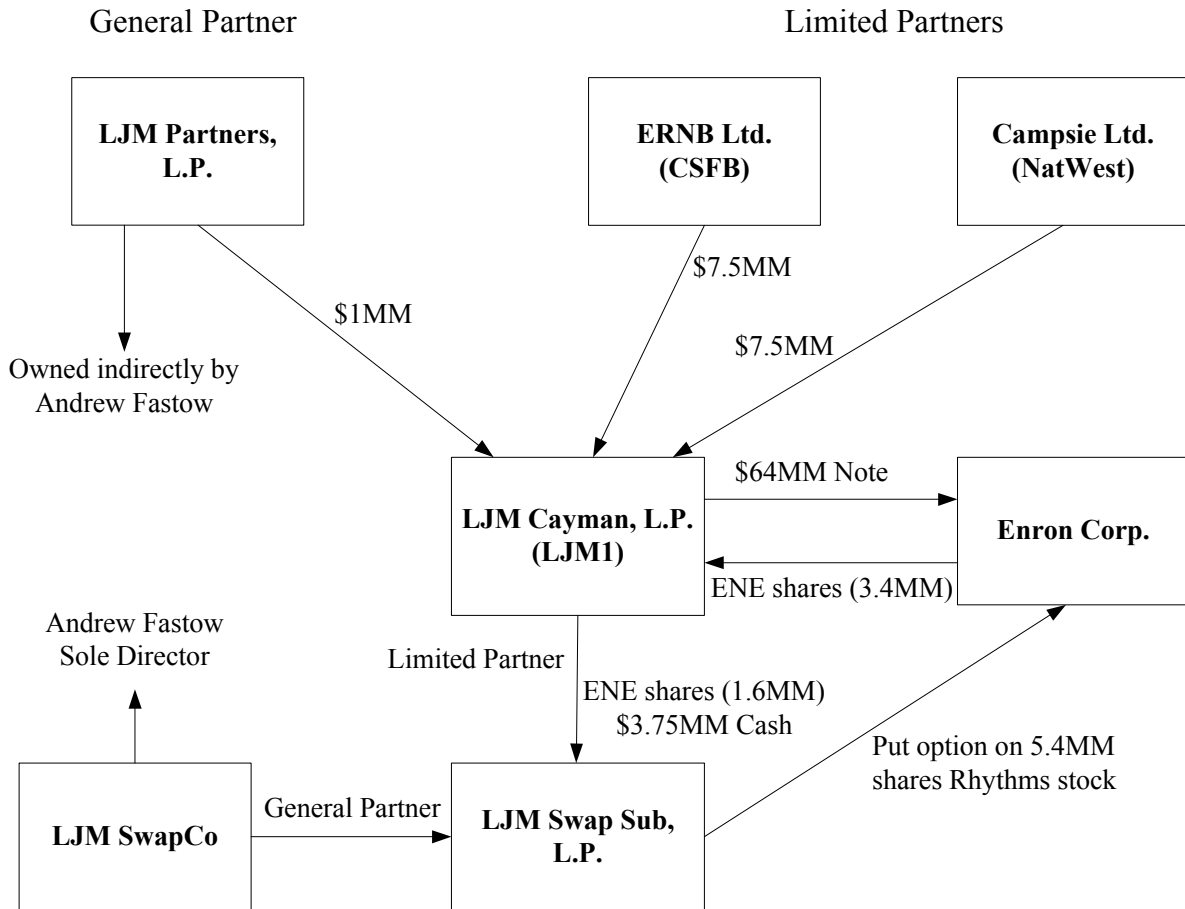 General Partner
Limited Partners
LJM Partners,
L.P.
ERNB Ltd.
(CSFB)
Campsie Ltd.
(NatWest)
$7.5MM
$1MM
$7.5MM
Owned indirectly by
Andrew Fastow
$64MM Note
LJM Cayman, L.P.
(LJM1)
Enron Corp.
ENE shares (3.4MM)
Andrew Fastow
Sole Director
Limited Partner
ENE shares (1.6MM)
$3.75MM Cash
Put option on 5.4MM
shares Rhythms stock
LJM SwapCo
General Partner
LJM Swap Sub,
L.P.